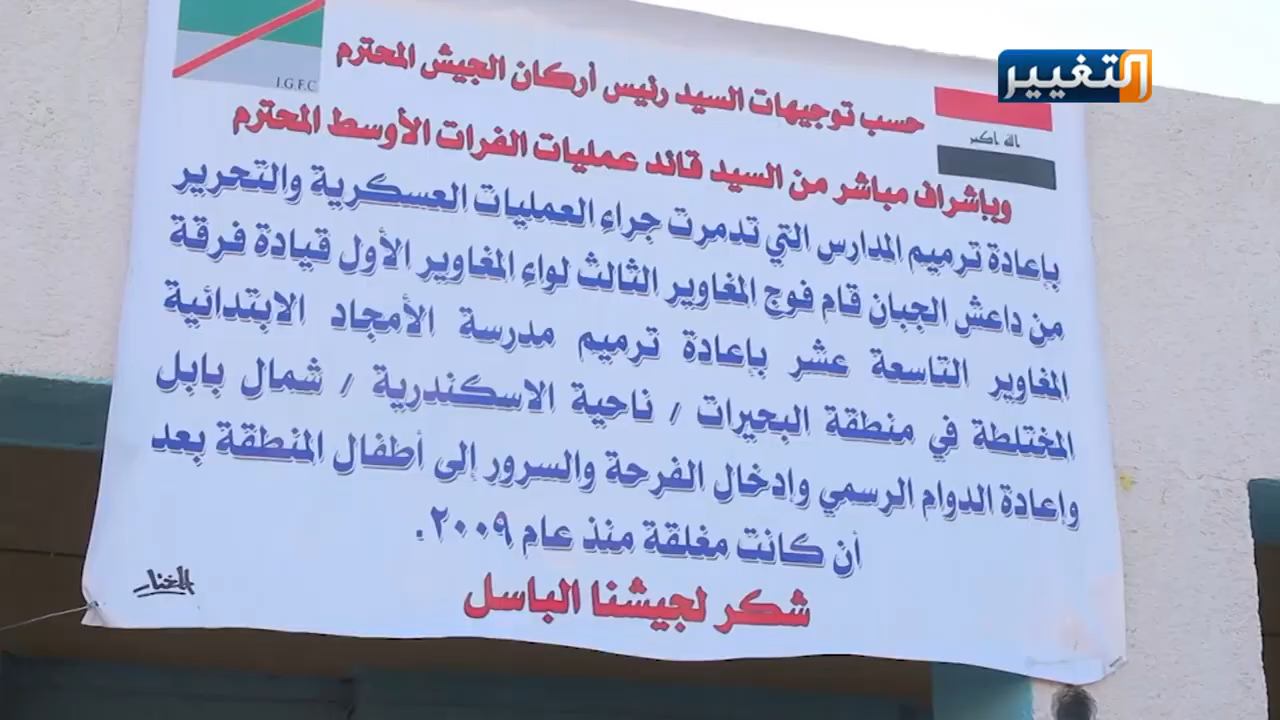 التغيير
I.G.F.C
الله اكبر
حسب توجيهات السيد رئيس أركان الجيش المحترم
وباشراف مباشر من السيد قائد عمليات الفرات الأوسط المحترم
بإعادة ترميم المدارس التي تدمرت جراء العمليات العسكرية والتحرير
من داعش الجبان قام فوج المغاوير الثالث لواء المغاوير الأول قيادة فرقة
المغاوير التاسعة عشر بإعادة ترميم مدرسة الأمجاد الابتدائية
المختلطة في منطقة البحيرات / ناحية الاسكندرية / شمال بابل
وإعادة الدوام الرسمي وإدخال الفرحة والسرور إلى أطفال المنطقة بعد
أن كانت مغلقة منذ عام ٢٠٠٩.
شكر لجيشنا الباسل